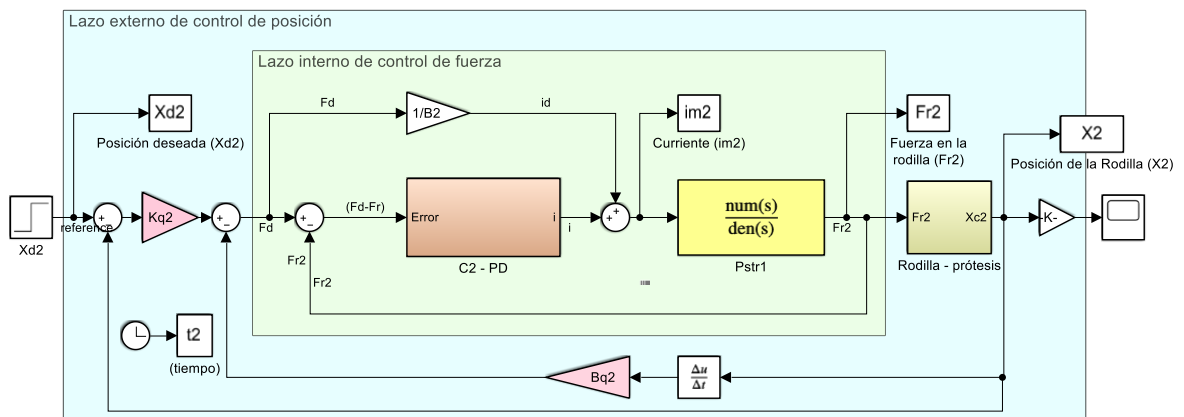 Lazo externo de control de posición
Lazo interno de control de fuerza
Xd2
Posición deseada (Xd2)
Fd
1/B2
id
im2
Curriente (im2)
Fr2
Fuerza en la
rodilla (Fr2)
X2
Posición de la Rodilla (X2)
Xd2
reference
+
-
Kq2
+
-
Fd
+
-
(Fd-Fr)
Error
i
C2 - PD
i
+
+
num(s)
den(s)
Pstr1
Fr2
Fr2
Xc2
Rodilla - prótesis
-K-
Fr2
Fr2
t2
(tiempo)
Bq2
Δu
Δt